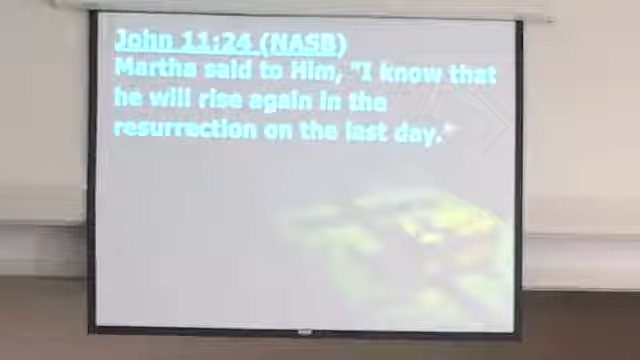 John 11:24 (NASB)
Martha said to Him, "I know that
he will rise again in the
resurrection on the last day."